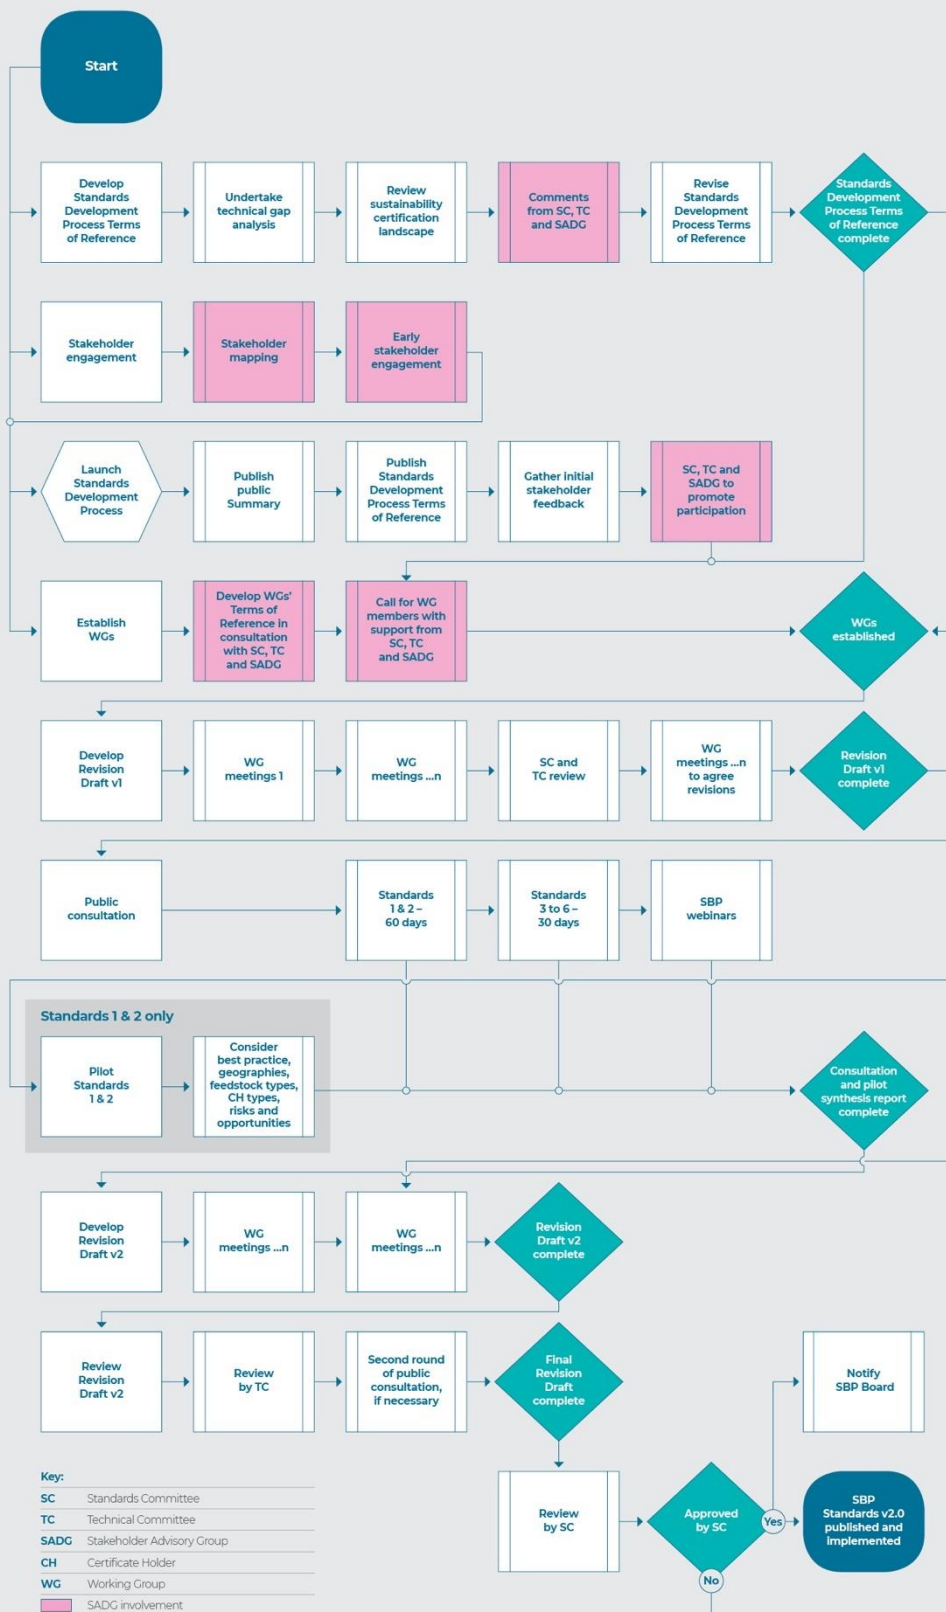 Start
Develop
Standards
Development
Process Terms
of Reference
Undertake
technical gap
analysis
Review
sustainability
certification
landscape
Comments
from SC, TC
and SADG
Revise
Standards
Development
Process Terms
of Reference
Standards
Development
Process Terms
of Reference
complete
Stakeholder
engagement
Stakeholder
mapping
Early
stakeholder
engagement
Launch
Standards
Development
Process
Publish
public
Summary
Publish
Standards
Development
Process Terms
of Reference
Gather initial
stakeholder
feedback
SC, TC and
SADG to
promote
participation
Establish
WGs
Develop WGs'
Terms of
Reference in
consultation
with SC, TC
and SADG
Call for WG
members with
support from
SC, TC
and SADG
WGs
established
Develop
Revision
Draft v1
WG
meetings 1
WG
meetings ...n
SC and
TC review
WG
meetings ...n
to agree
revisions
Revision
Draft v1
complete
Public
consultation
Standards
1 & 2 –
60 days
Standards
3 to 6 –
30 days
SBP
webinars
Standards 1 & 2 only
Pilot
Standards
1 & 2
Consider
best practice,
geographies,
feedstock types,
CH types,
risks and
opportunities
Consultation
and pilot
synthesis report
complete
Develop
Revision
Draft v2
WG
meetings ...n
WG
meetings ...n
Revision
Draft v2
complete
Review
Revision
Draft v2
Review
by TC
Second round
of public
consultation,
if necessary
Final
Revision
Draft
complete
Notify
SBP Board
Review
by SC
Approved
by SC
Yes
No
SBP
Standards v2.0
published and
implemented
Key:
SC Standards Committee
TC Technical Committee
SADG Stakeholder Advisory Group
CH Certificate Holder
WG Working Group
SADG involvement